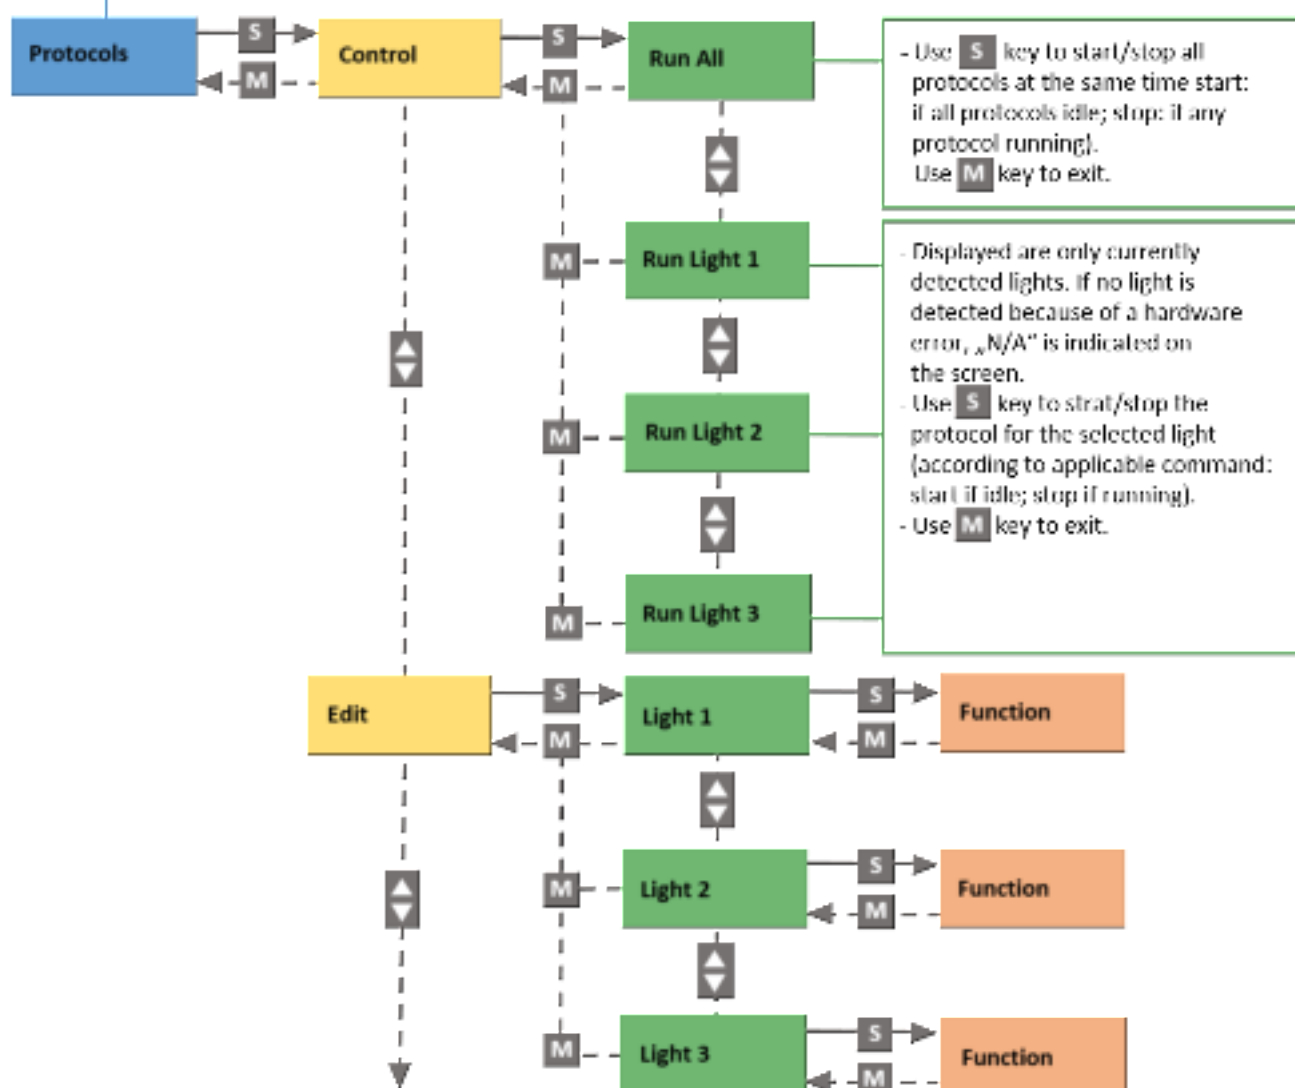 Protocols
S
M
Control
S
M
Run All
- Use S key to start/stop all
protocols at the same time start:
if all protocols idle; stop: if any
protocol running).
Use M key to exit.
M
Run Light 1
- Displayed are only currently
detected lights. If no light is
detected because of a hardware
error, „N/A“ is indicated on
the screen.
- Use S key to strat/stop the
protocol for the selected light
(according to applicable command:
start if idle; stop if running).
- Use M key to exit.
M
Run Light 2
M
Run Light 3
Edit
S
M
Light 1
S
M
Function
M
Light 2
S
M
Function
M
Light 3
S
M
Function